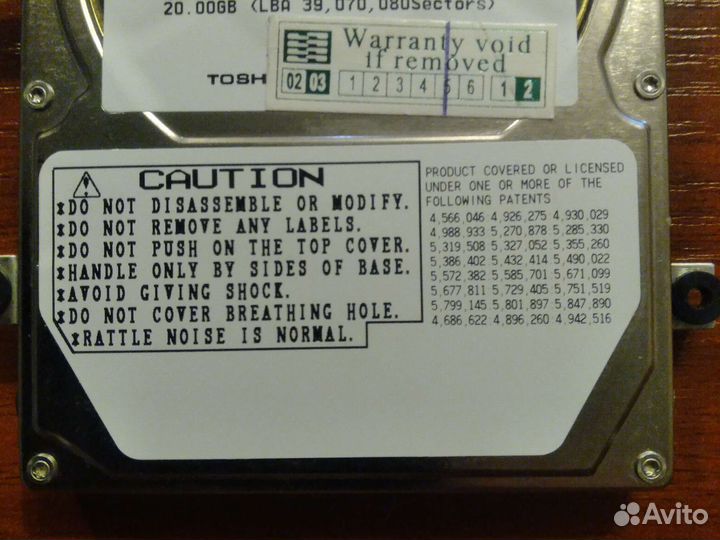 20.00GB (LBA 39,070,080Sectors)
Warranty void
if removed
02 03 1 2 3 4 5 6 1 2
TOSH
CAUTION
*DO NOT DISASSEMBLE OR MODIFY.
*DO NOT REMOVE ANY LABELS.
*DO NOT PUSH ON THE TOP COVER.
*HANDLE ONLY BY SIDES OF BASE.
*AVOID GIVING SHOCK.
*DO NOT COVER BREATHING HOLE.
*RATTLE NOISE IS NORMAL.
PRODUCT COVERED OR LICENSED
UNDER ONE OR MORE OF THE
FOLLOWING PATENTS
4,566,046 4,926,275 4,930,029
4,988,933 5,270,878 5,285,330
5,319,508 5,327,052 5,355,260
5,386,402 5,432,414 5,490,022
5,572,382 5,585,701 5,671,099
5,677,811 5,729,405 5,751,519
5,799,145 5,801,897 5,847,890
4,686,622 4,896,260 4,942,516
Avito